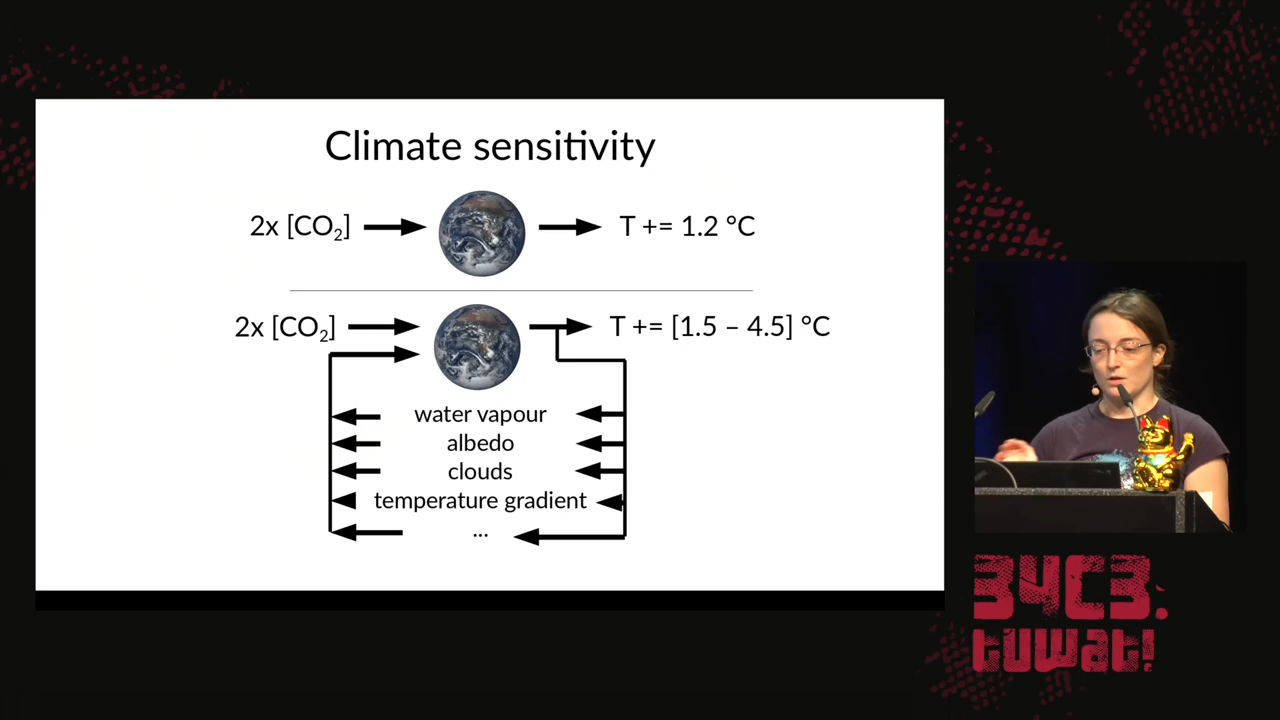 Climate sensitivity
2x [CO₂] T += 1.2 °C
2x [CO₂] T += [1.5 – 4.5] °C
water vapour
albedo
clouds
temperature gradient
...
34C3.
tuwat!